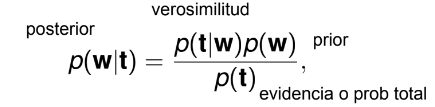 verosimilitud
posterior
p(w|t) = p(t|w)p(w) / p(t),
prior
evidencia o prob total